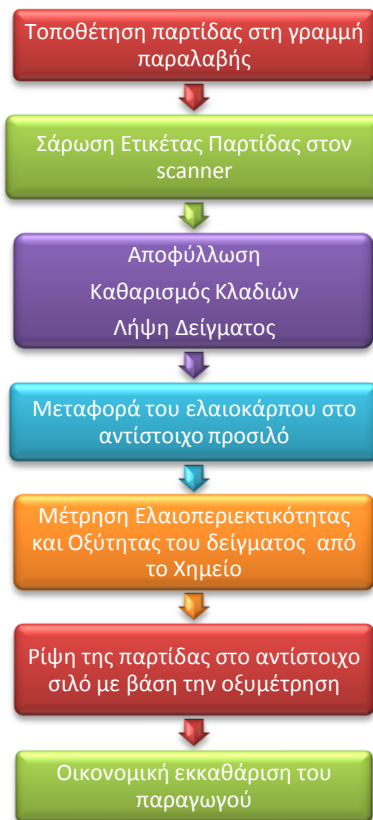 Τοποθέτηση παρτίδας στη γραμμή
παραλαβής
Σάρωση Ετικέτας Παρτίδας στον
scanner
Αποφύλλωση
Καθαρισμός Κλαδιών
Λήψη Δείγματος
Μεταφορά του ελαιοκάρπου στο
αντίστοιχο προσιλό
Μέτρηση Ελαιοπεριεκτικότητας
και Οξύτητας του δείγματος από
το Χημείο
Ρίψη της παρτίδας στο αντίστοιχο
σιλό με βάση την οξυμέτρηση
Οικονομική εκκαθάριση του
παραγωγού